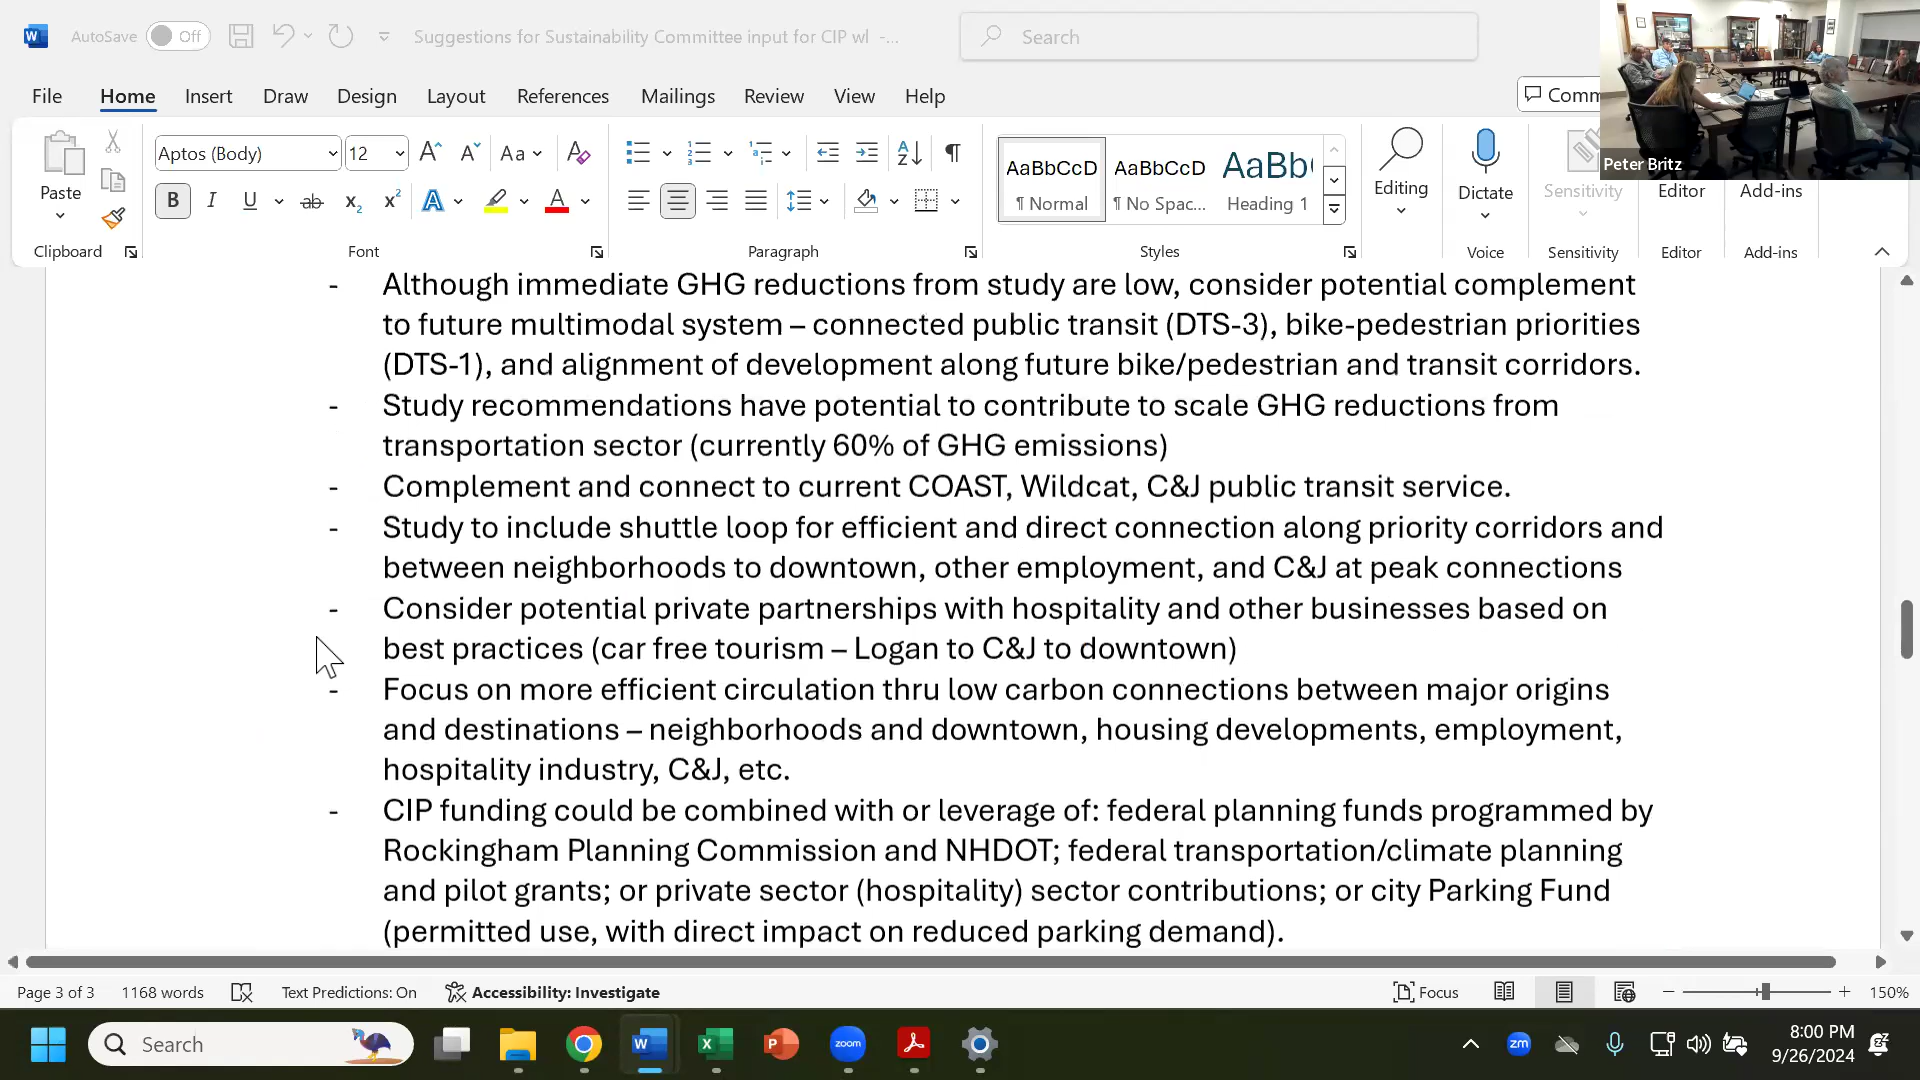 AutoSave Off Suggestions for Sustainability Committee input for CIP wl -... Search
File Home Insert Draw Design Layout References Mailings Review View Help Comm
Paste Aptos (Body) 12 Aa AaBbCcD ¶ Normal AaBbCcD ¶ No Spac... AaBb( Heading 1 Editing Dictate Sensitivity Editor Add-ins
Peter Britz
Clipboard Font Paragraph Styles Voice Sensitivity Editor Add-ins
- Although immediate GHG reductions from study are low, consider potential complement
to future multimodal system – connected public transit (DTS-3), bike-pedestrian priorities
(DTS-1), and alignment of development along future bike/pedestrian and transit corridors.
- Study recommendations have potential to contribute to scale GHG reductions from
transportation sector (currently 60% of GHG emissions)
- Complement and connect to current COAST, Wildcat, C&J public transit service.
- Study to include shuttle loop for efficient and direct connection along priority corridors and
between neighborhoods to downtown, other employment, and C&J at peak connections
- Consider potential private partnerships with hospitality and other businesses based on
best practices (car free tourism – Logan to C&J to downtown)
- Focus on more efficient circulation thru low carbon connections between major origins
and destinations – neighborhoods and downtown, housing developments, employment,
hospitality industry, C&J, etc.
- CIP funding could be combined with or leverage of: federal planning funds programmed by
Rockingham Planning Commission and NHDOT; federal transportation/climate planning
and pilot grants; or private sector (hospitality) sector contributions; or city Parking Fund
(permitted use, with direct impact on reduced parking demand).
Page 3 of 3 1168 words Text Predictions: On Accessibility: Investigate Focus 150%
Search zoom zm 8:00 PM
9/26/2024